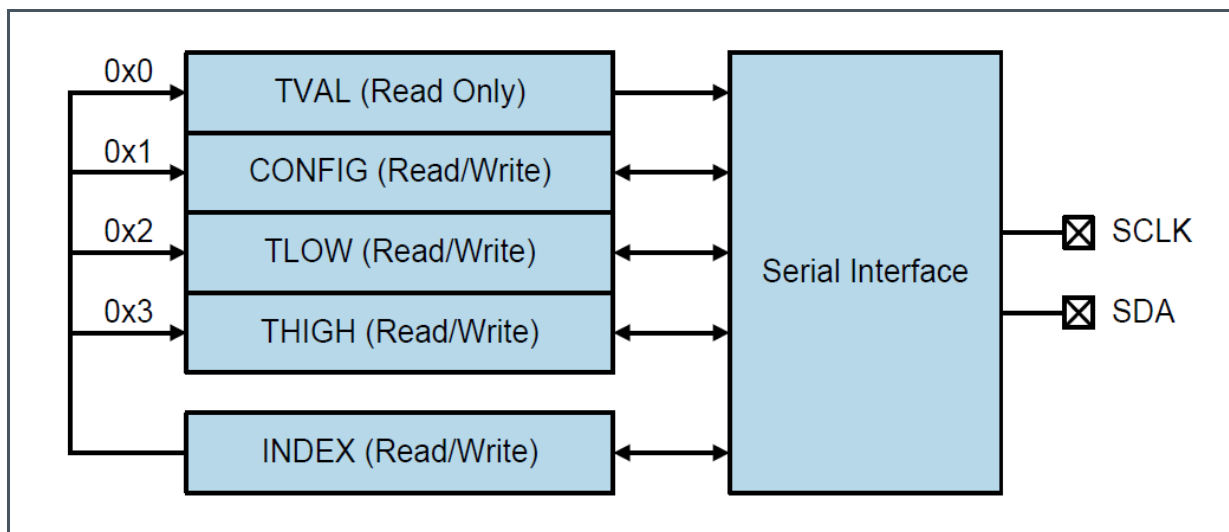 0x0
TVAL (Read Only)
0x1
CONFIG (Read/Write)
0x2
TLOW (Read/Write)
0x3
THIGH (Read/Write)
INDEX (Read/Write)
Serial Interface
SCLK
SDA